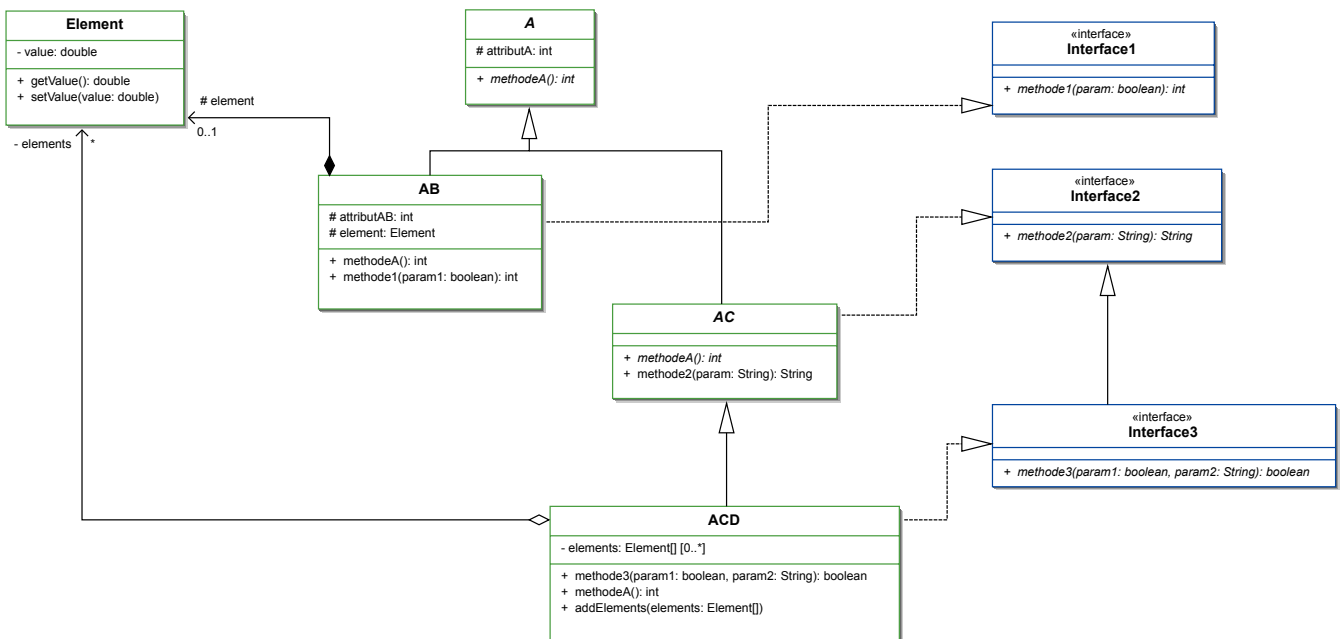 Element
- value: double
+ getValue(): double
+ setValue(value: double)
A
# attributA: int
+ methodeA(): int
«interface»
Interface1
+ methode1(param: boolean): int
# element
0..1
- elements
*
AB
# attributAB: int
# element: Element
+ methodeA(): int
+ methode1(param1: boolean): int
«interface»
Interface2
+ methode2(param: String): String
AC
+ methodeA(): int
+ methode2(param: String): String
«interface»
Interface3
+ methode3(param1: boolean, param2: String): boolean
ACD
- elements: Element[] [0..*]
+ methode3(param1: boolean, param2: String): boolean
+ methodeA(): int
+ addElements(elements: Element[])